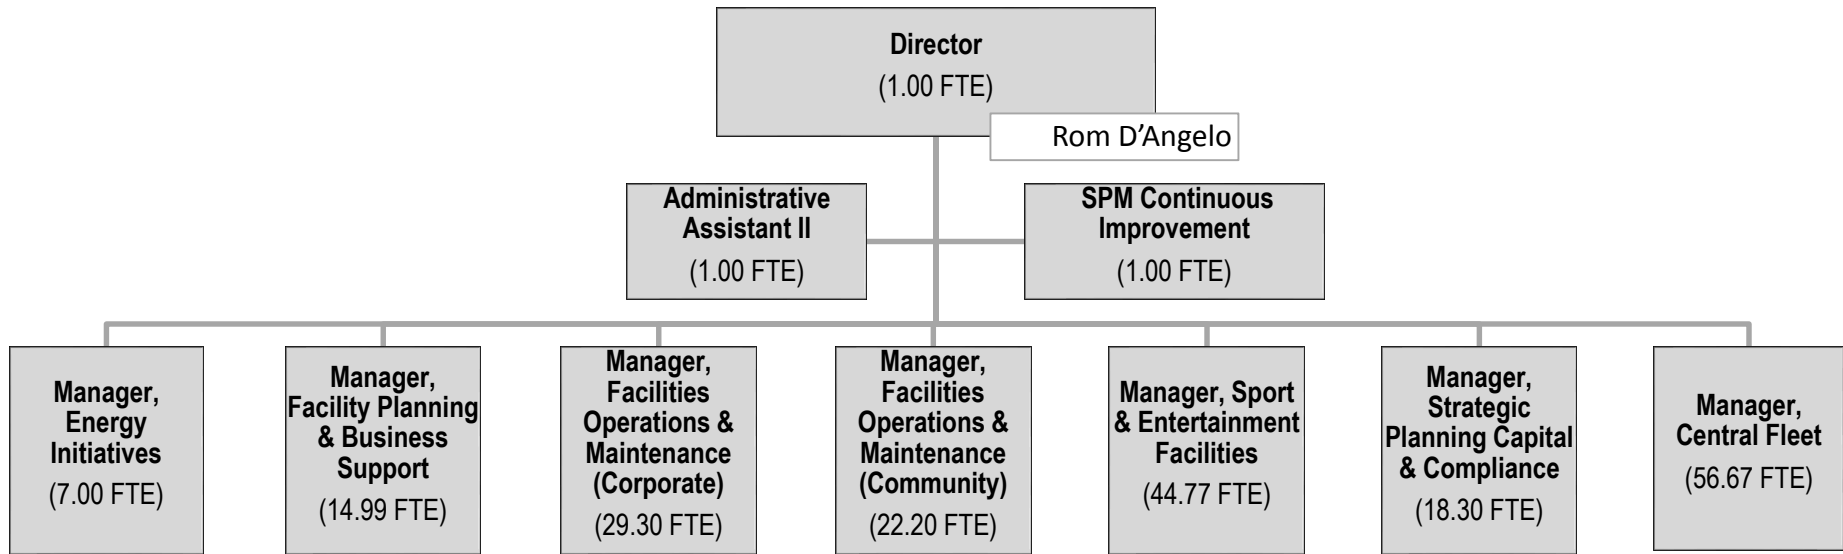 Director
(1.00 FTE)
Rom D’Angelo
Administrative
Assistant II
(1.00 FTE)
SPM Continuous
Improvement
(1.00 FTE)
Manager,
Energy
Initiatives
(7.00 FTE)
Manager,
Facility Planning
& Business
Support
(14.99 FTE)
Manager,
Facilities
Operations &
Maintenance
(Corporate)
(29.30 FTE)
Manager,
Facilities
Operations &
Maintenance
(Community)
(22.20 FTE)
Manager, Sport
& Entertainment
Facilities
(44.77 FTE)
Manager,
Strategic
Planning Capital
& Compliance
(18.30 FTE)
Manager,
Central Fleet
(56.67 FTE)